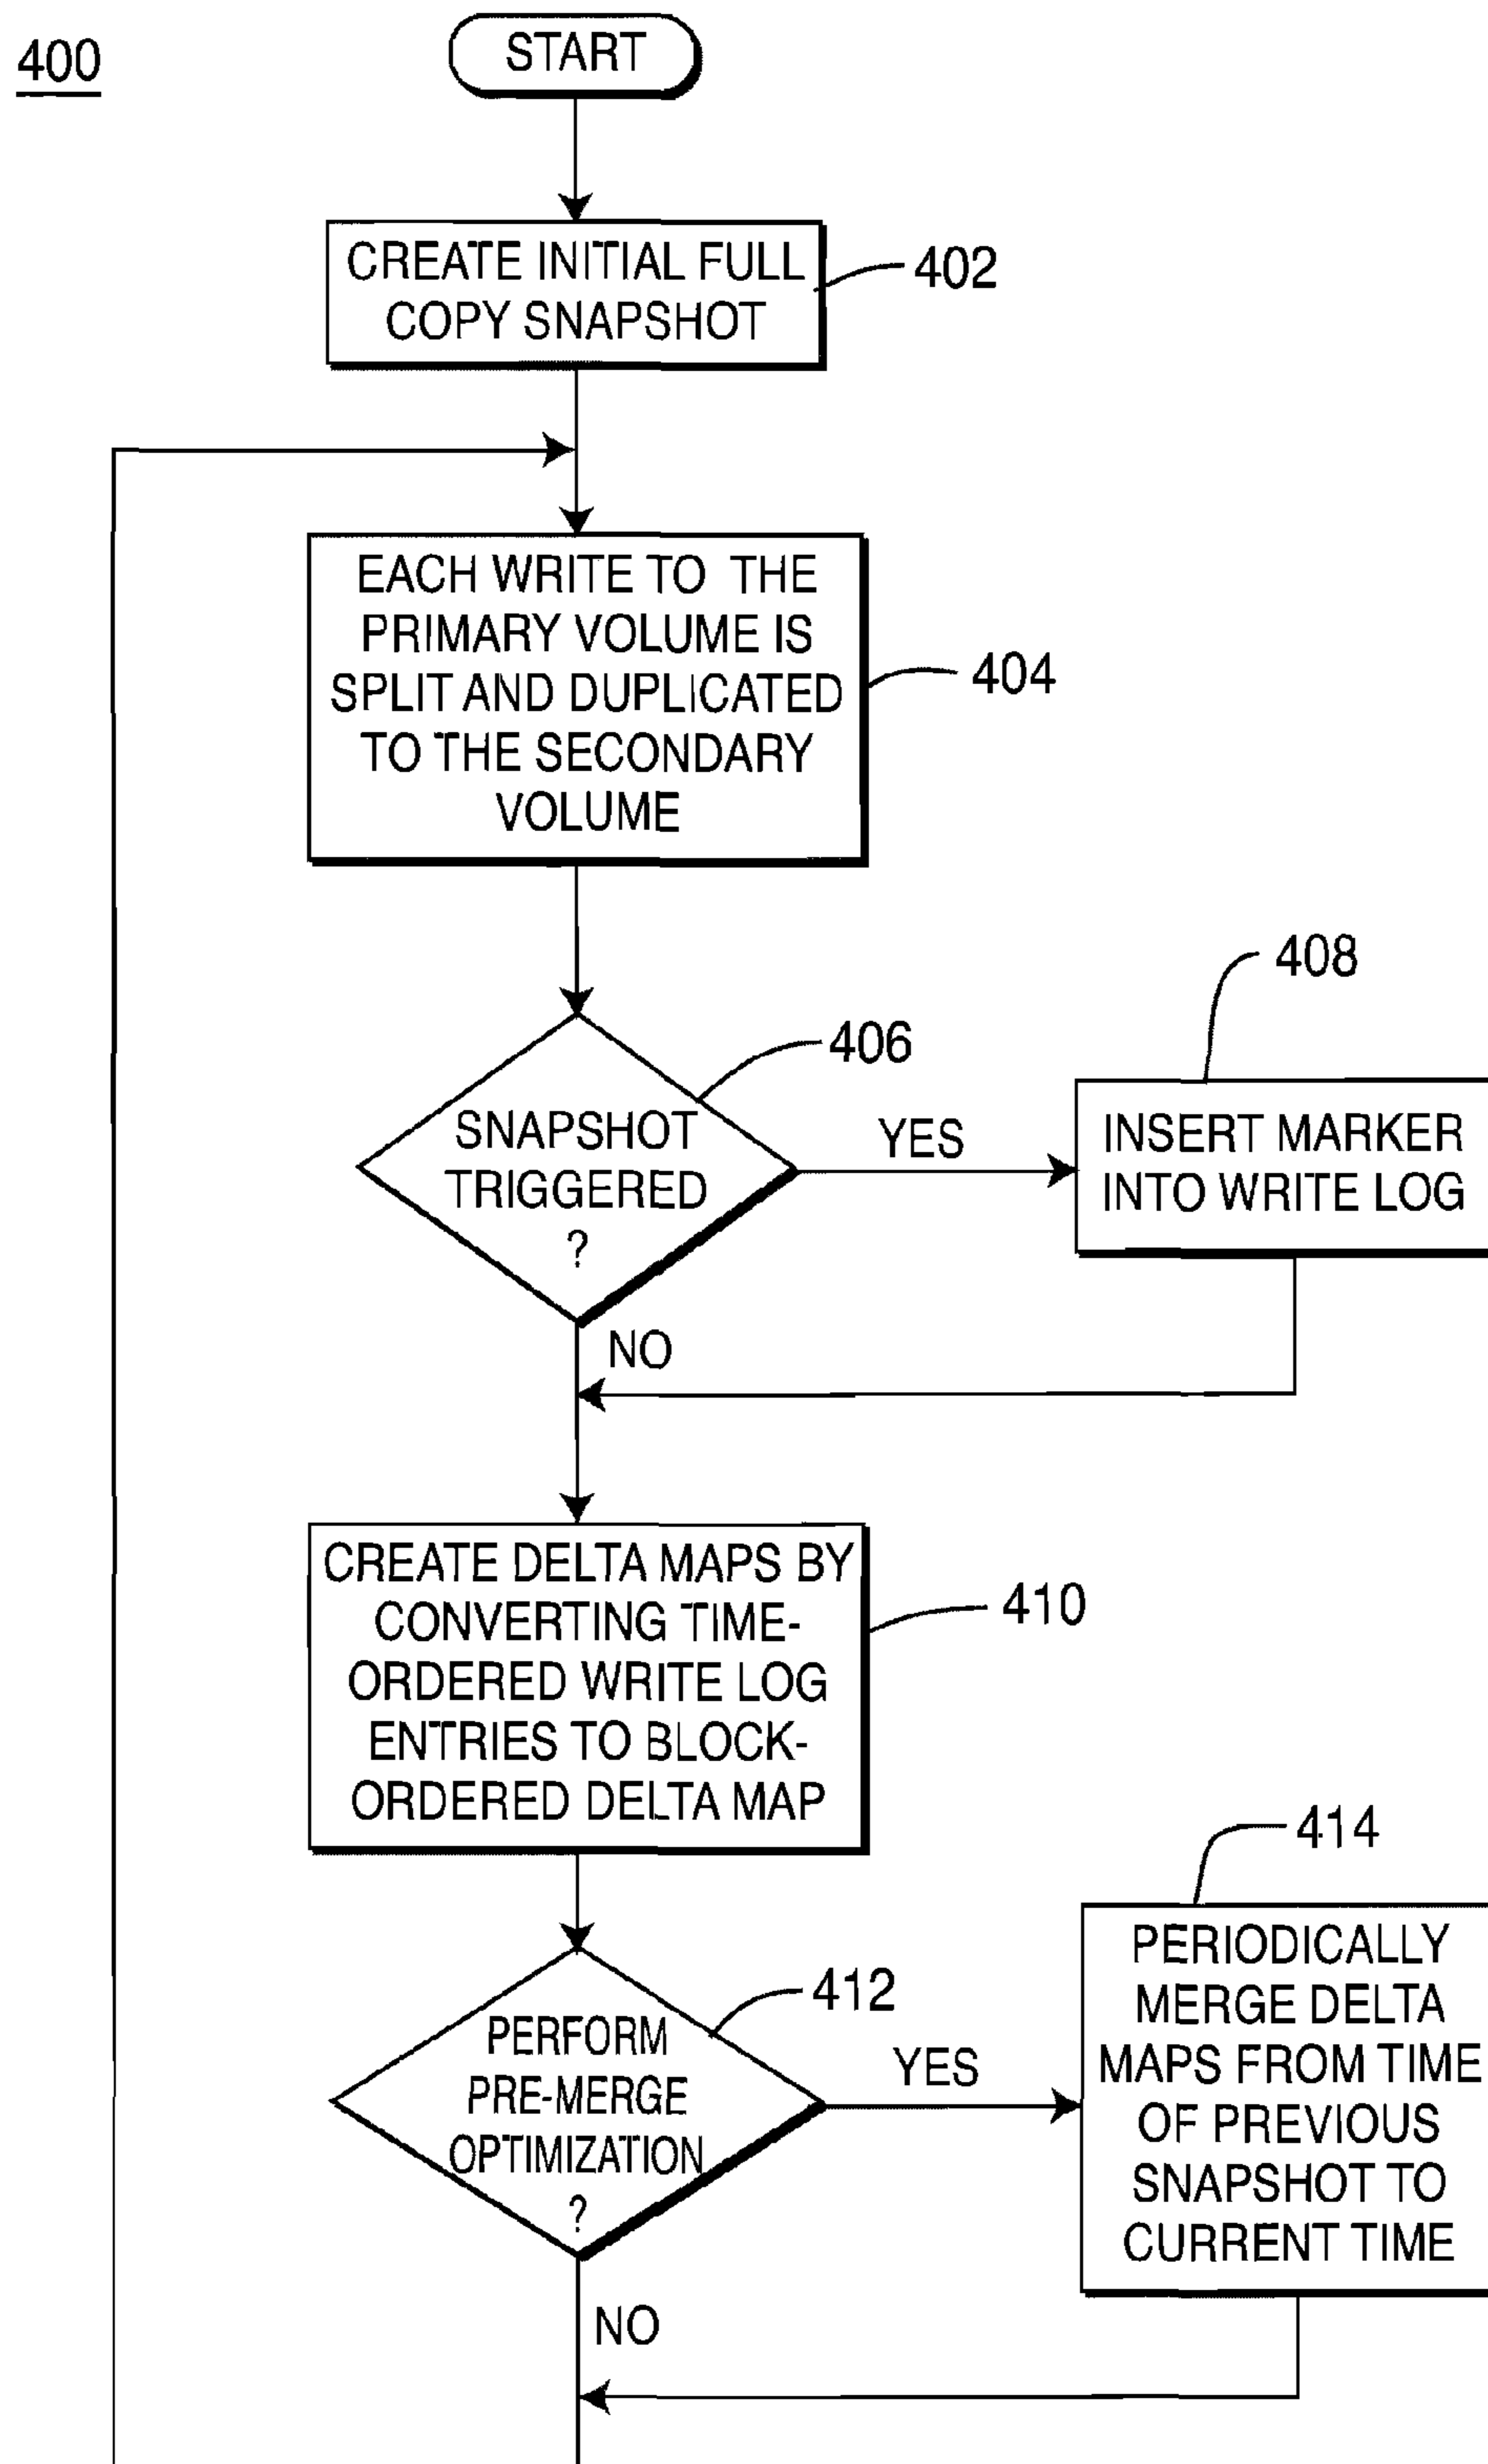 400
START
CREATE INITIAL FULL
COPY SNAPSHOT
402
EACH WRITE TO THE
PRIMARY VOLUME IS
SPLIT AND DUPLICATED
TO THE SECONDARY
VOLUME
404
408
406
SNAPSHOT
TRIGGERED
?
YES
INSERT MARKER
INTO WRITE LOG
NO
CREATE DELTA MAPS BY
CONVERTING TIME-
ORDERED WRITE LOG
ENTRIES TO BLOCK-
ORDERED DELTA MAP
410
414
412
PERFORM
PRE-MERGE
OPTIMIZATION
?
YES
PERIODICALLY
MERGE DELTA
MAPS FROM TIME
OF PREVIOUS
SNAPSHOT TO
CURRENT TIME
NO